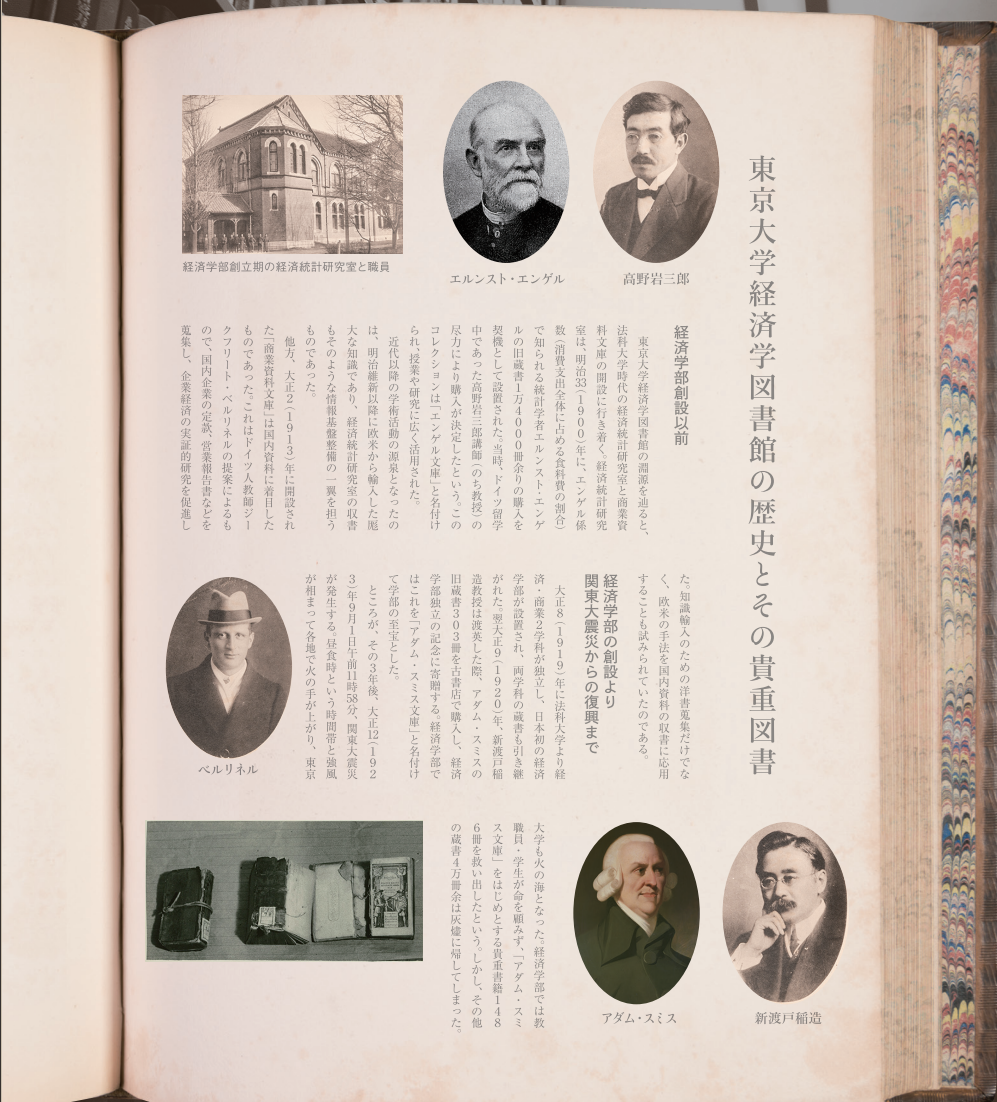 東京大学経済学図書館の歴史とその貴重図書
高野岩三郎
エルンスト・エンゲル
経済学部創立期の経済統計研究室と職員
経済学部創設以前
東京大学経済学図書館の淵源を辿ると、
法科大学時代の経済統計研究室と商業資
料文庫の開設に行き着く。経済統計研究
室は、明治33(1900)年に、エンゲル係
数(消費支出全体に占める食料費の割合)
で知られる統計学者エルンスト・エンゲ
ルの旧蔵書1万4000冊余りの購入を
契機として設置された。当時、ドイツ留学
中であった高野岩三郎講師(のち教授)の
尽力により購入が決定したという。この
コレクションは「エンゲル文庫」と名付け
られ、授業や研究に広く活用された。
近代以降の学術活動の源泉となったの
は、明治維新以降に欧米から輸入した厖
大な知識であり、経済統計研究室の収書
もそのような情報基盤整備の一翼を担う
ものであった。
他方、大正2(1913)年に開設され
た「商業資料文庫」は国内資料に着目した
ものであった。これはドイツ人教師ジー
クフリート・ベルリネルの提案によるも
ので、国内企業の定款、営業報告書などを
蒐集し、企業経済の実証的研究を促進し
た。知識輸入のための洋書蒐集だけでな
く、欧米の手法を国内資料の収書に応用
することも試みられていたのである。
経済学部の創設より
関東大震災からの復興まで
大正8(1919)年に法科大学より経
済・商業2学科が独立し、日本初の経済
学部が設置され、両学科の蔵書も引き継
がれた。翌大正9(1920)年、新渡戸稲
造教授は渡英した際、アダム・スミスの
旧蔵書303冊を古書店で購入し、経済
学部独立の記念に寄贈する。経済学部で
はこれを「アダム・スミス文庫」と名付け
て学部の至宝とした。
ところが、その3年後、大正12(192
3)年9月1日午前11時58分、関東大震災
が発生する。昼食時という時間帯と強風
が相まって各地で火の手が上がり、東京
ベルリネル
新渡戸稲造
アダム・スミス
大学も火の海となった。経済学部では教
職員・学生が命を顧みず、「アダム・スミ
ス文庫」をはじめとする貴重書籍148
6冊を救い出したという。しかし、その他
の蔵書4万冊余は灰燼に帰してしまった。